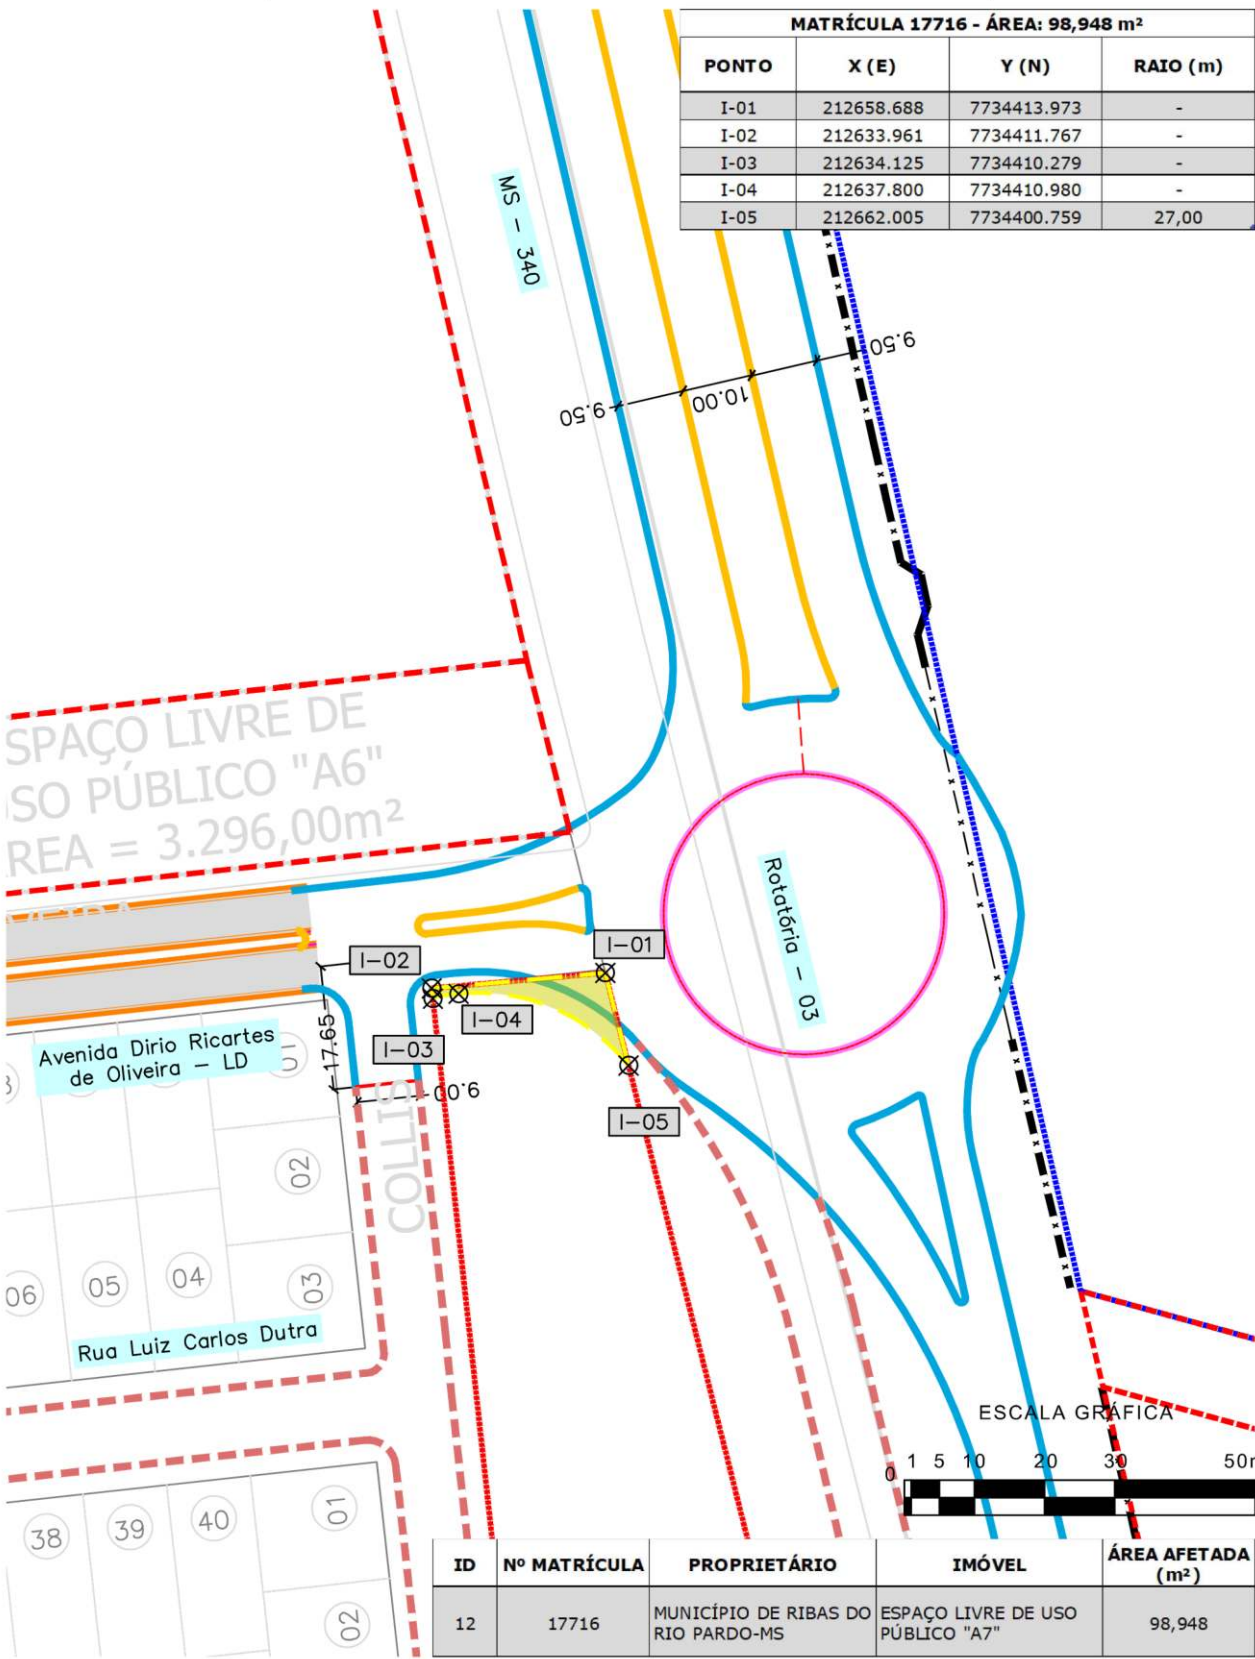 MATRÍCULA 17716 - ÁREA: 98,948 m²
PONTO X (E) Y (N) RAIO (m)
I-01 212658.688 7734413.973 -
I-02 212633.961 7734411.767 -
I-03 212634.125 7734410.279 -
I-04 212637.800 7734410.980 -
I-05 212662.005 7734400.759 27,00
MS - 340
9.50
10.00
9.50
SPAÇO LIVRE DE
SO PÚBLICO "A6"
REA = 3.296,00m²
Rotatória - 03
I-01
I-02
I-04
I-03
I-05
17.65
9.00
Avenida Dirio Ricartes
de Oliveira - LD
COLLIS
01
02
03
04
05
06
Rua Luiz Carlos Dutra
38
39
40
01
02
ESCALA GRÁFICA
0 1 5 10 20 30 50m
ID Nº MATRÍCULA PROPRIETÁRIO IMÓVEL ÁREA AFETADA (m²)
12 17716 MUNICÍPIO DE RIBAS DO RIO PARDO-MS ESPAÇO LIVRE DE USO PÚBLICO "A7" 98,948